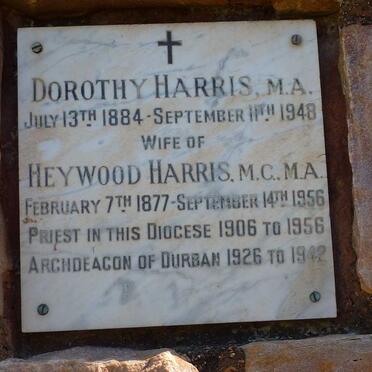 DOROTHY HARRIS, M.A.
JULY 13TH 1884 - SEPTEMBER 11TH 1948
WIFE OF
HEYWOOD HARRIS. M.C., M.A.
FEBRUARY 7TH 1877 - SEPTEMBER 14TH 1956
PRIEST IN THIS DIOCESE 1906 TO 1956
ARCHDEACON OF DURBAN 1926 TO 1942